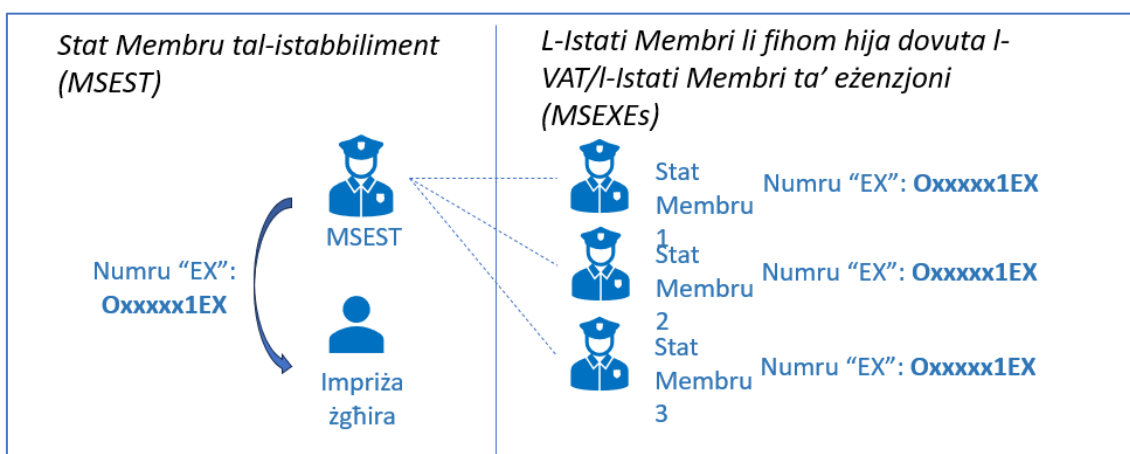 Stat Membru tal-istabbiliment
(MSEST)
MSEST
Numru “EX”:
Oxxxxx1EX
Impriża
żgħira
L-Istati Membri li fihom hija dovuta l-
VAT/l-Istati Membri ta’ eżenzjoni
(MSEXEs)
Stat
Membru
1
Numru “EX”: Oxxxxx1EX
Stat
Membru
2
Numru “EX”: Oxxxxx1EX
Stat
Membru
3
Numru “EX”: Oxxxxx1EX